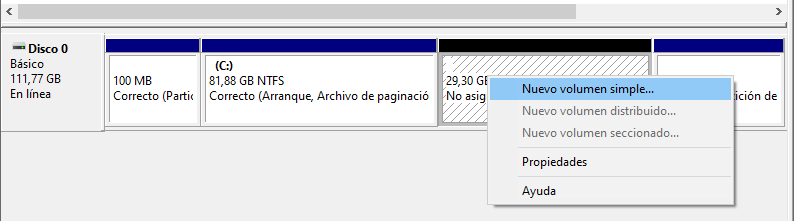 Disco 0
Básico
111,77 GB
En línea
100 MB
Correcto (Partic
(C:)
81,88 GB NTFS
Correcto (Arranque, Archivo de paginació
29,30 GB
No asig
Nuevo volumen simple...
Nuevo volumen distribuido...
Nuevo volumen seccionado...
Propiedades
Ayuda
ición de